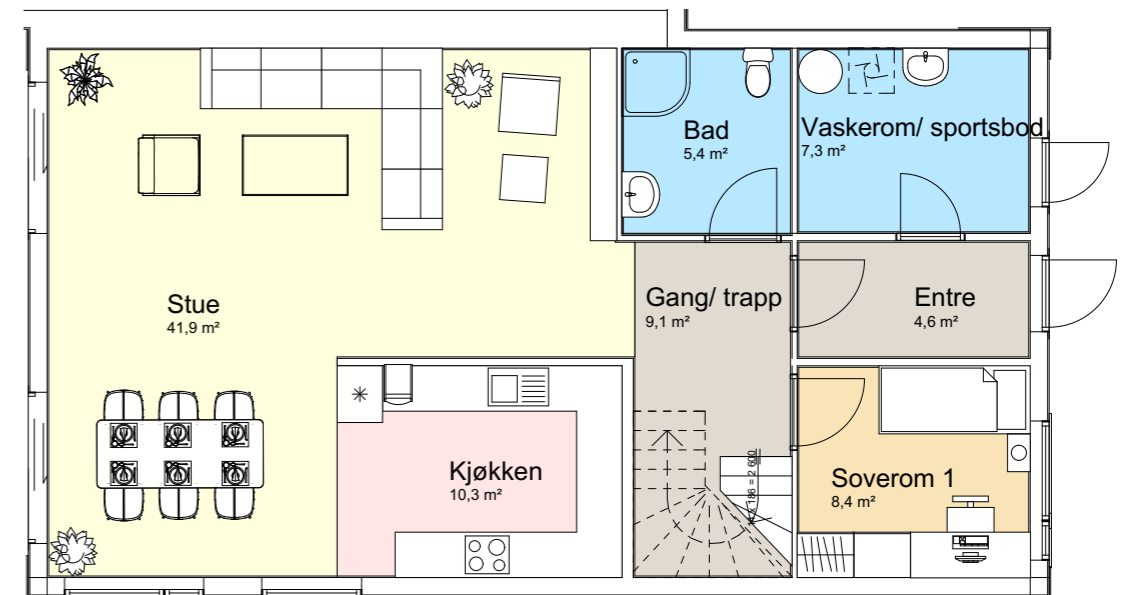 Bad
5,4 m²
Vaskerom/ sportsbod
7,3 m²
Stue
41,9 m²
Gang/ trapp
9,1 m²
Entre
4,6 m²
Kjøkken
10,3 m²
Soverom 1
8,4 m²